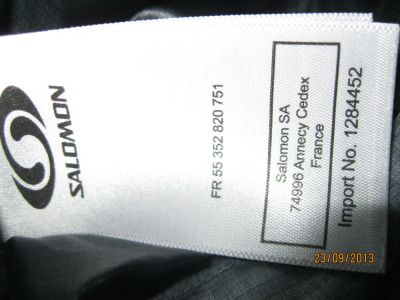 SALOMON
FR 55 352 820 751
Salomon SA
74996 Annecy Cedex
France
Import No. 1284452
23/09/2013